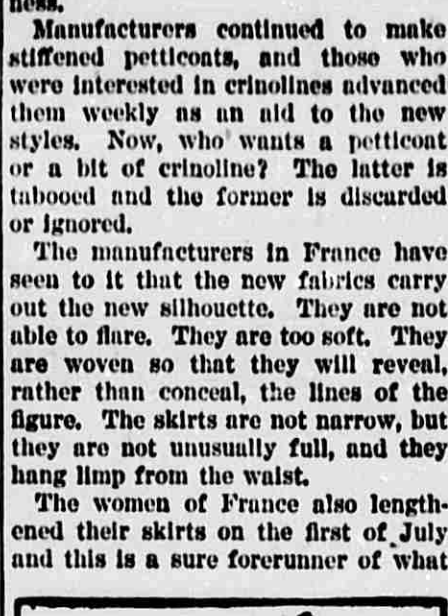 ness.
Manufacturers continued to make
stiffened petticoats, and those who
were interested in crinolines advanced
them weekly as an aid to the new
styles. Now, who wants a petticoat
or a bit of crinoline? The latter is
tabooed and the former is discarded
or ignored.
The manufacturers in France have
seen to it that the new fabrics carry
out the new silhouette. They are not
able to flare. They are too soft. They
are woven so that they will reveal,
rather than conceal, the lines of the
figure. The skirts are not narrow, but
they are not unusually full, and they
hang limp from the waist.
The women of France also length-
ened their skirts on the first of July
and this is a sure forerunner of what